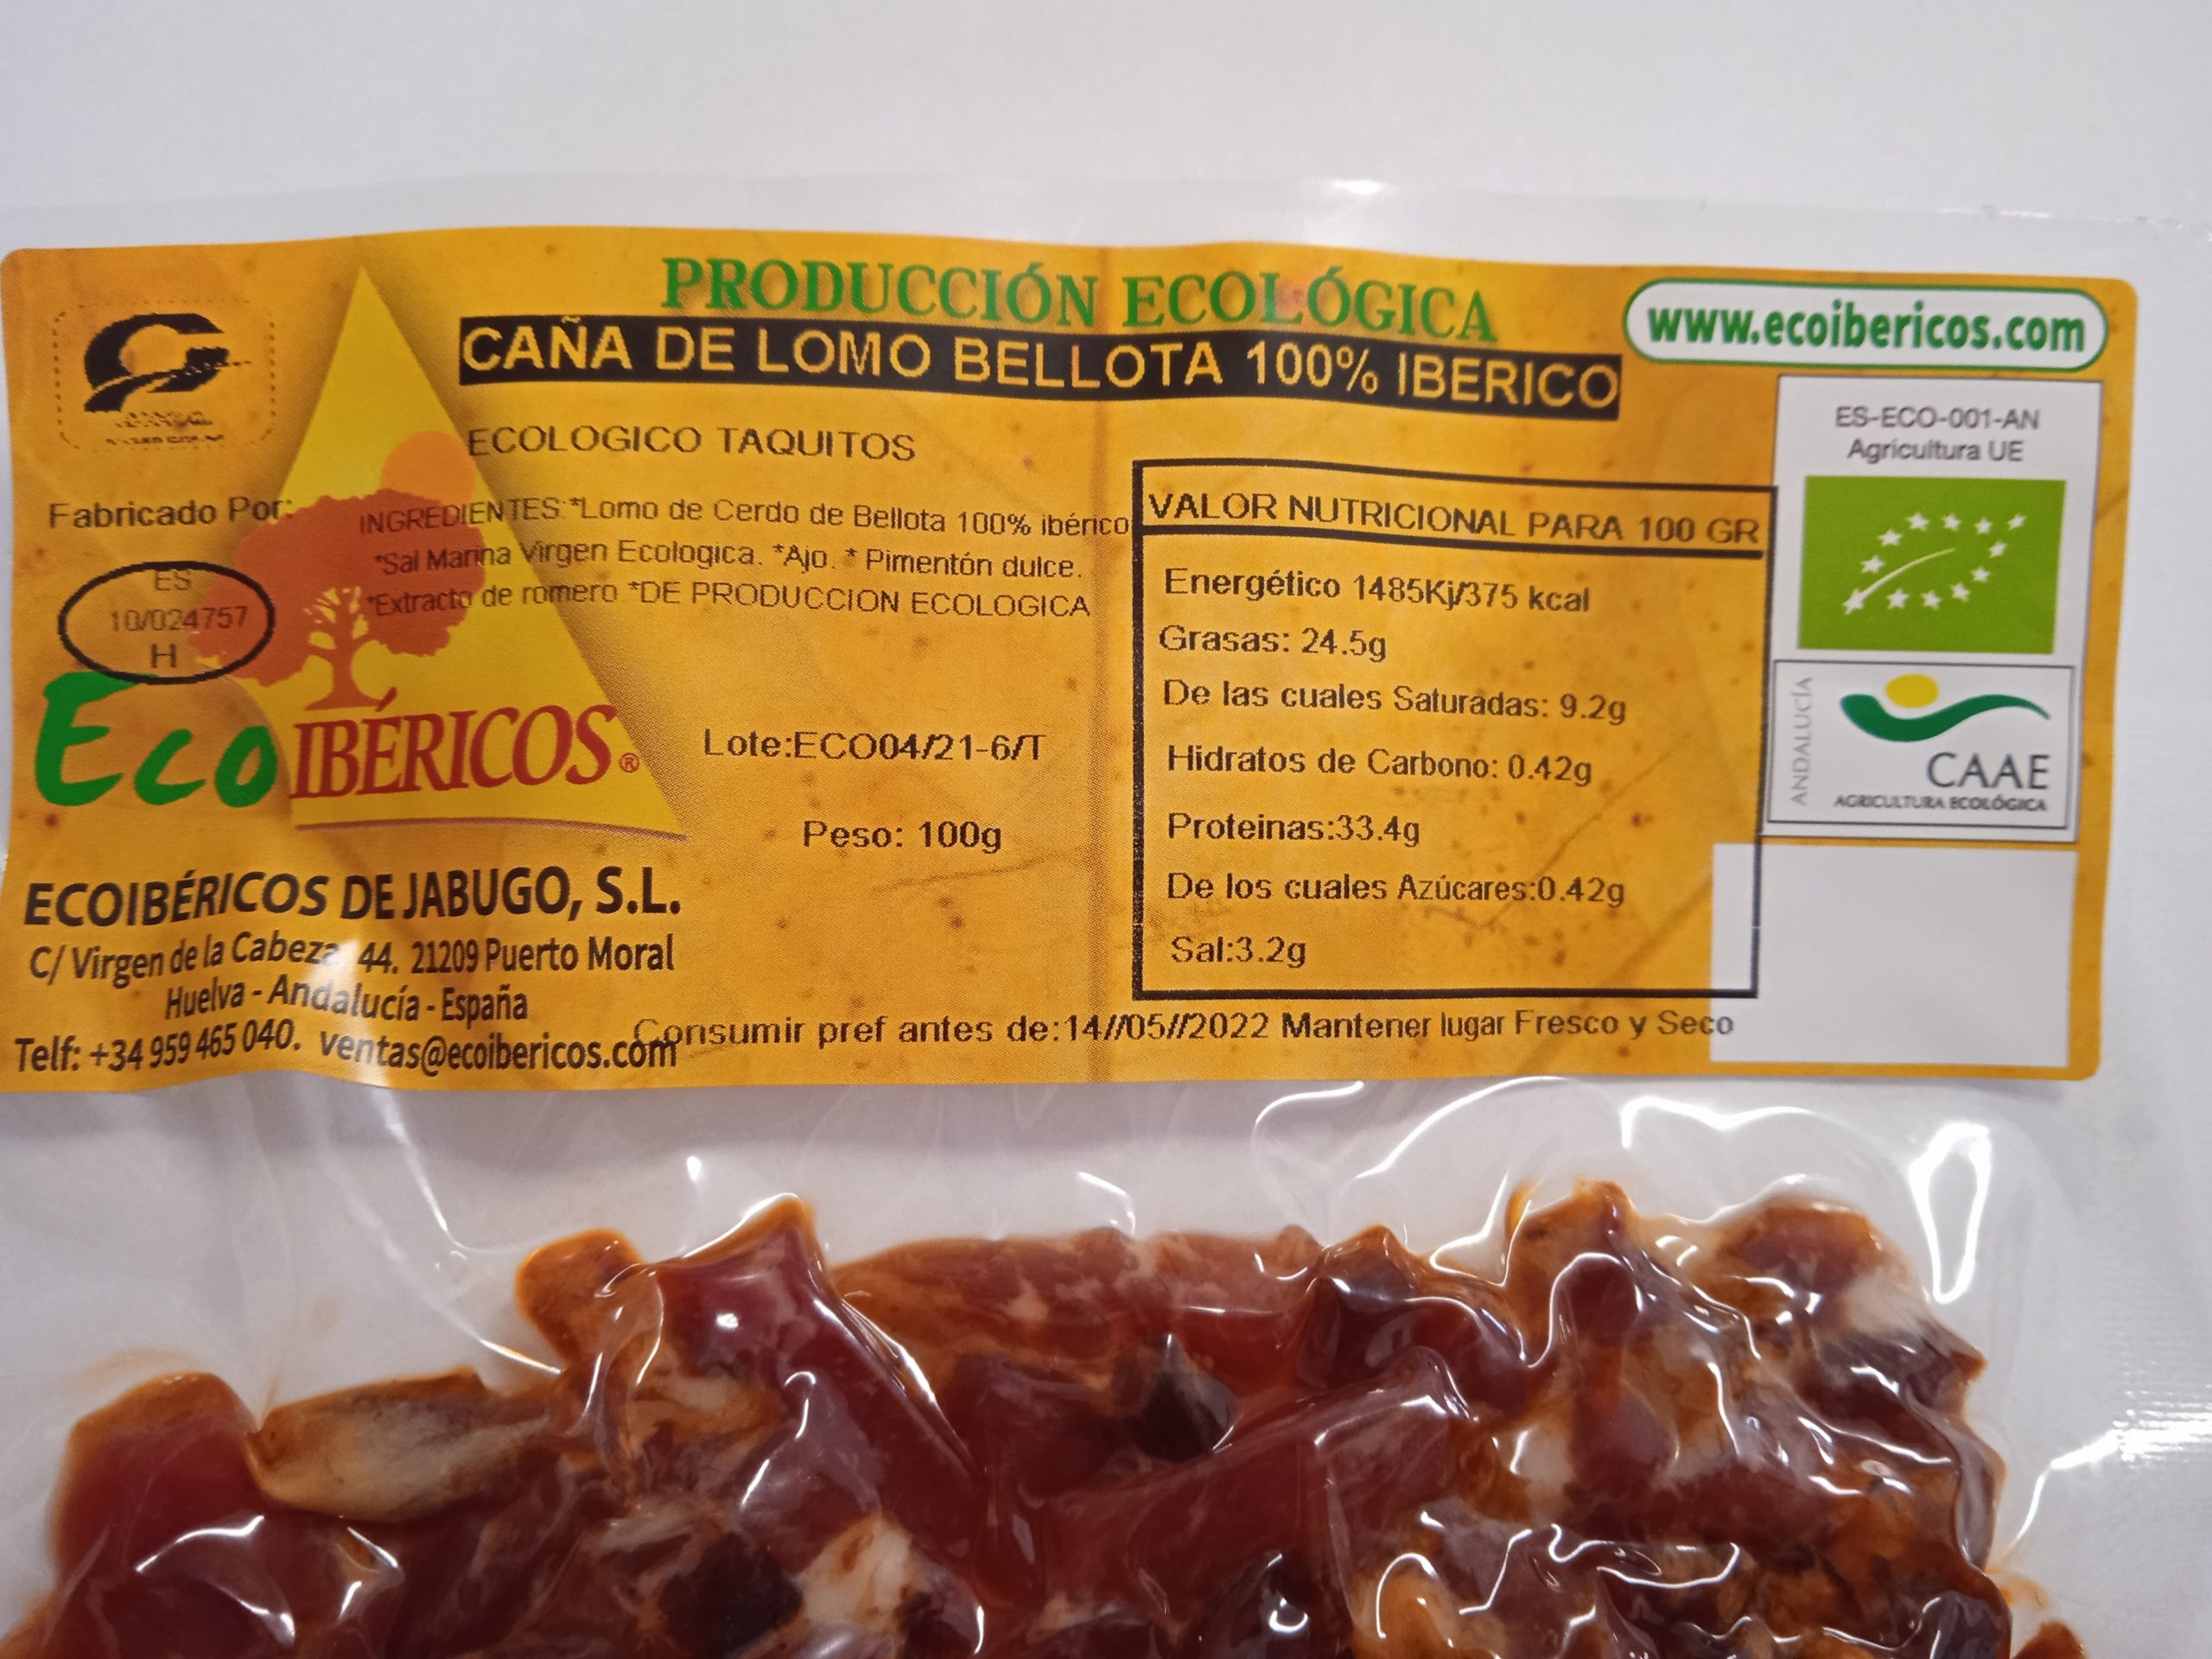 PRODUCCIÓN ECOLÓGICA
www.ecoibericos.com
CAÑA DE LOMO BELLOTA 100% IBERICO
ECOLOGICO TAQUITOS
ES-ECO-001-AN
Agricultura UE
Fabricado Por:
ES
10/024757
H
INGREDIENTES:*Lomo de Cerdo de Bellota 100% ibérico
*Sal Marina Virgen Ecologica. *Ajo. * Pimentón dulce.
*Extracto de romero *DE PRODUCCION ECOLOGICA
VALOR NUTRICIONAL PARA 100 GR
Energético 1485Kj/375 kcal
Grasas: 24.5g
De las cuales Saturadas: 9.2g
Hidratos de Carbono: 0.42g
Proteinas:33.4g
De los cuales Azúcares:0.42g
Sal:3.2g
ANDALUCÍA
CAAE
AGRICULTURA ECOLÓGICA
Eco IBÉRICOS®
Lote:ECO04/21-6/T
Peso: 100g
ECOIBÉRICOS DE JABUGO, S.L.
C/ Virgen de la Cabeza 44. 21209 Puerto Moral
Huelva - Andalucía - España
Telf: +34 959 465 040. ventas@ecoibericos.com
Consumir pref antes de:14//05//2022 Mantener lugar Fresco y Seco